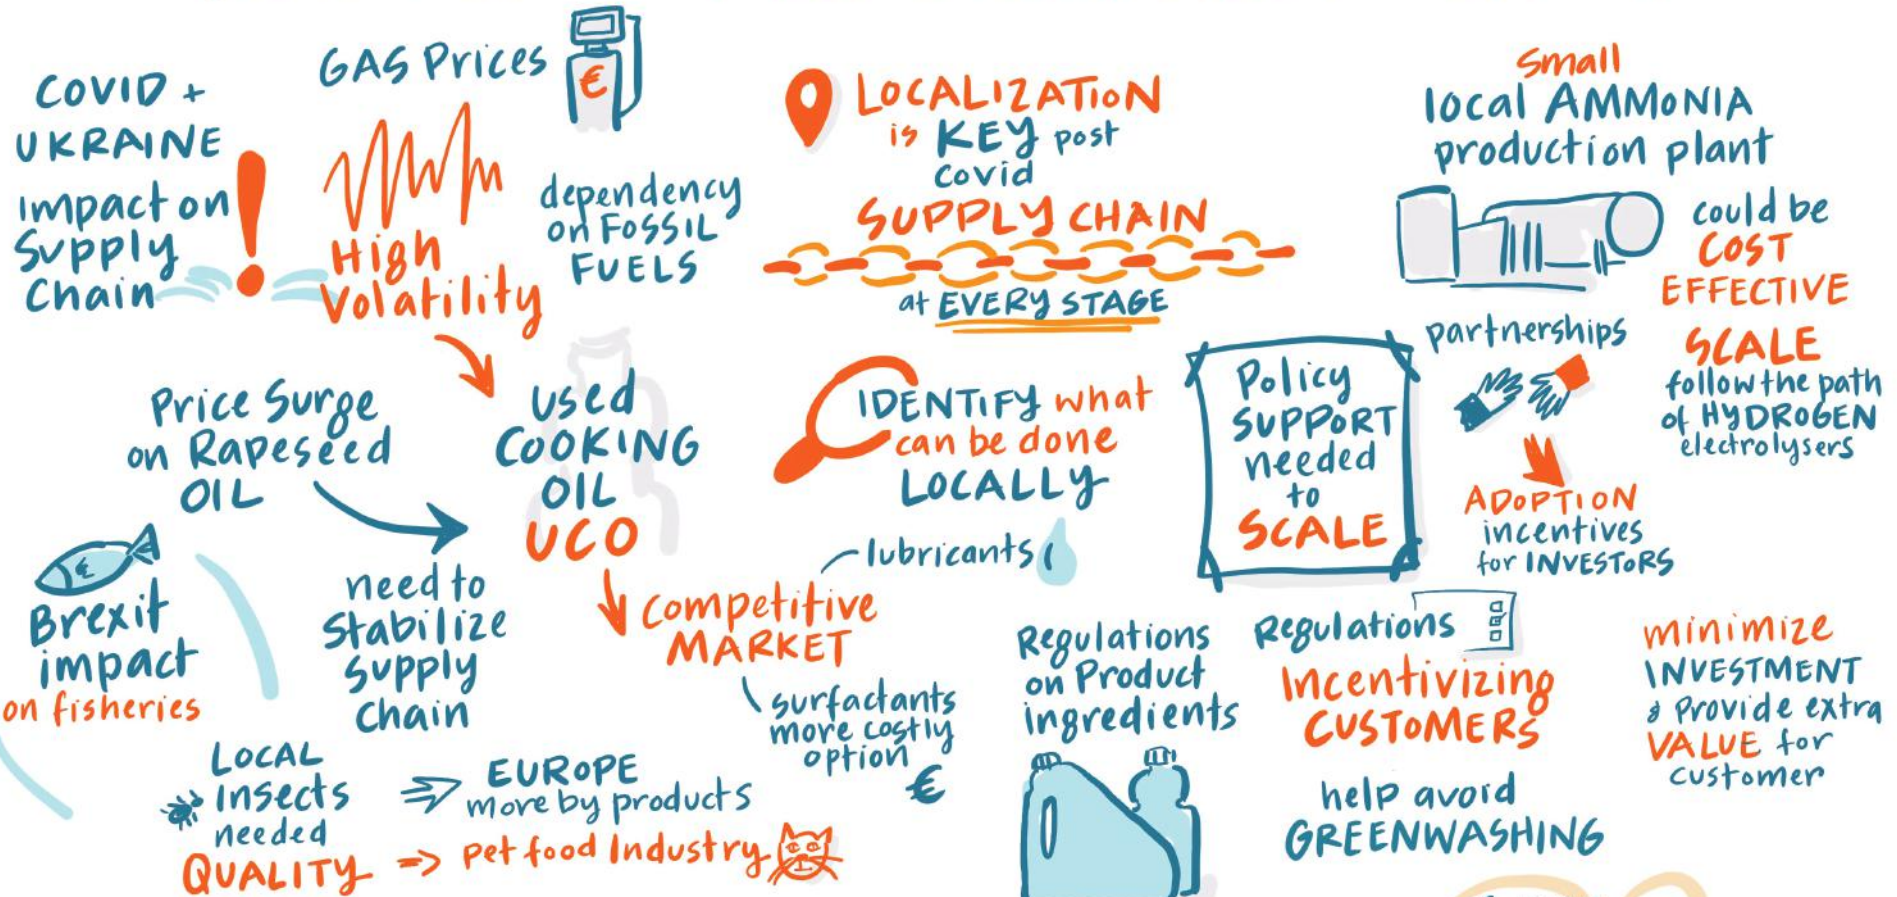 COVID +
UKRAINE
impact on
Supply
Chain
!
GAS Prices
€
High
Volatility
dependency
on FOSSIL
FUELS
Price Surge
on Rapeseed
OIL
used
COOKING
OIL
UCO
€
Brexit
impact
on fisheries
need to
Stabilize
supply
Chain
Competitive
MARKET
lubricants
surfactants
more costly
option
€
LOCAL
insects
needed
QUALITY
EUROPE
more by products
pet food Industry
LOCALIZATION
is KEY post
covid
SUPPLY CHAIN
at EVERY STAGE
IDENTIFY what
can be done
LOCALLY
Policy
SUPPORT
needed
to
SCALE
small
local AMMONIA
production plant
could be
COST
EFFECTIVE
partnerships
SCALE
follow the path
of HYDROGEN
electrolysers
ADOPTION
incentives
for INVESTORS
Regulations
on Product
ingredients
Regulations
Incentivizing
CUSTOMERS
help avoid
GREENWASHING
minimize
INVESTMENT
& Provide extra
VALUE for
customer